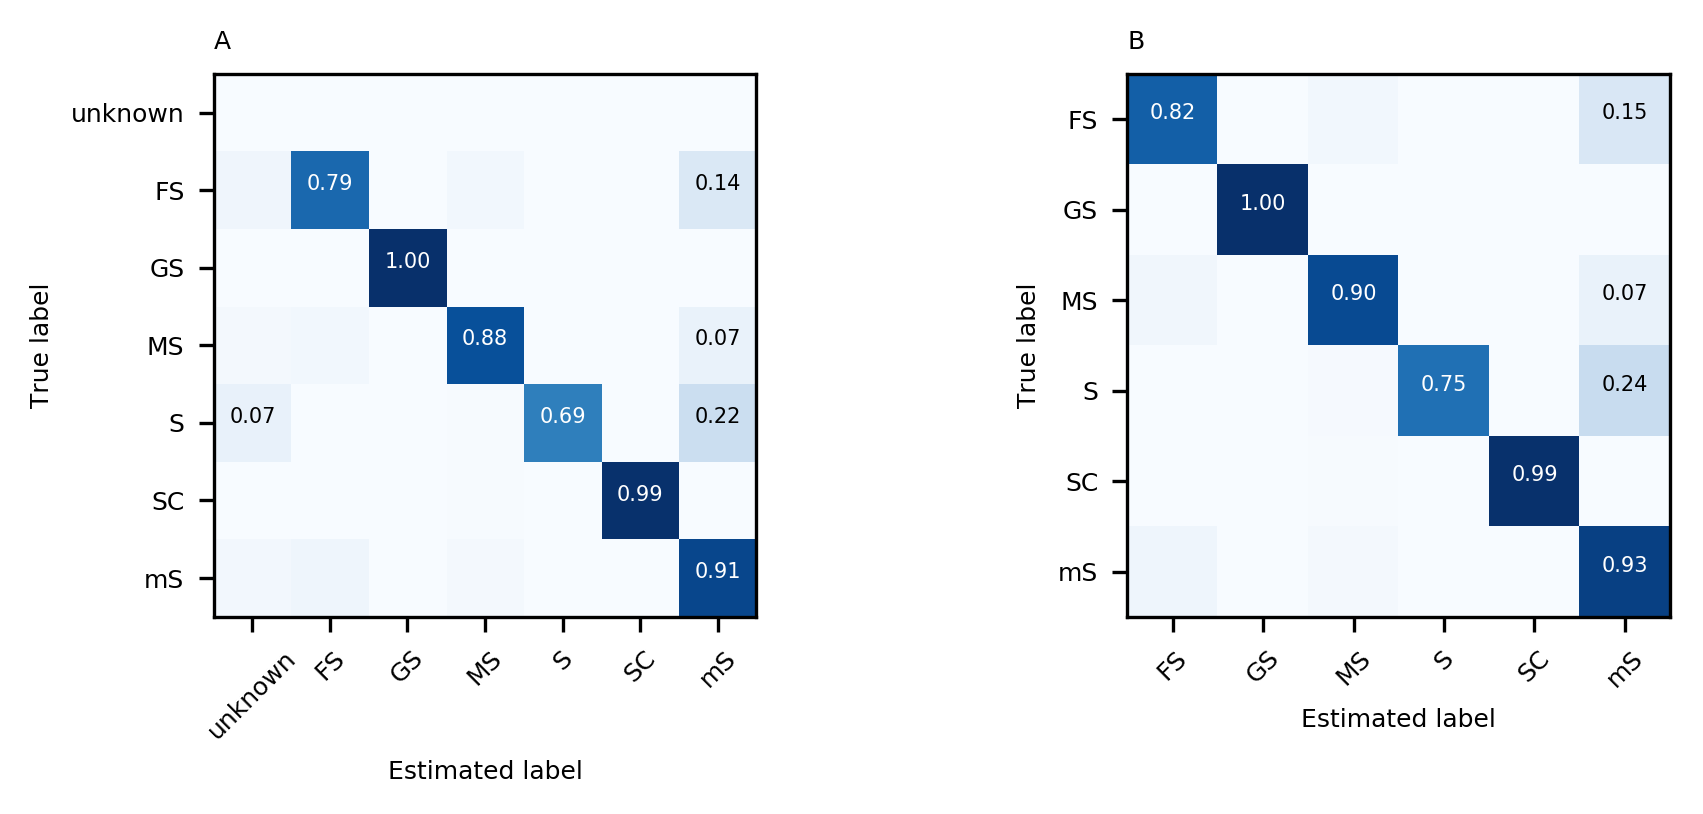 A
unknown
FS 0.79 0.14
GS 1.00
MS 0.88 0.07
S 0.07 0.69 0.22
SC 0.99
mS 0.91
True label
unknown FS GS MS S SC mS
Estimated label
B
FS 0.82 0.15
GS 1.00
MS 0.90 0.07
S 0.75 0.24
SC 0.99
mS 0.93
True label
FS GS MS S SC mS
Estimated label